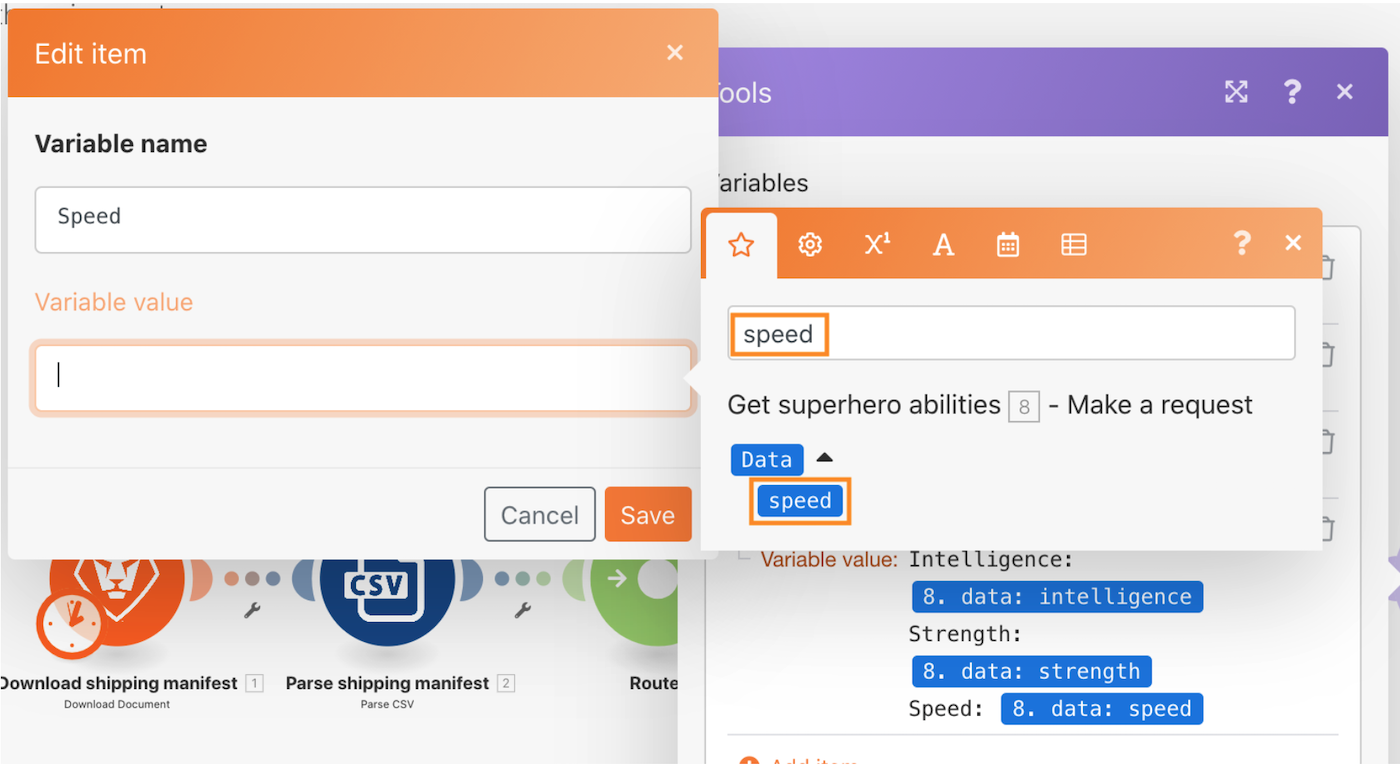 Edit item
Variable name
Speed
Variable value
Cancel
Save
ools
ariables
speed
Get superhero abilities 8 - Make a request
Data
speed
Variable value: Intelligence:
8. data: intelligence
Strength:
8. data: strength
Speed: 8. data: speed
Add item
CSV
Download shipping manifest 1
Download Document
Parse shipping manifest 2
Parse CSV
Route